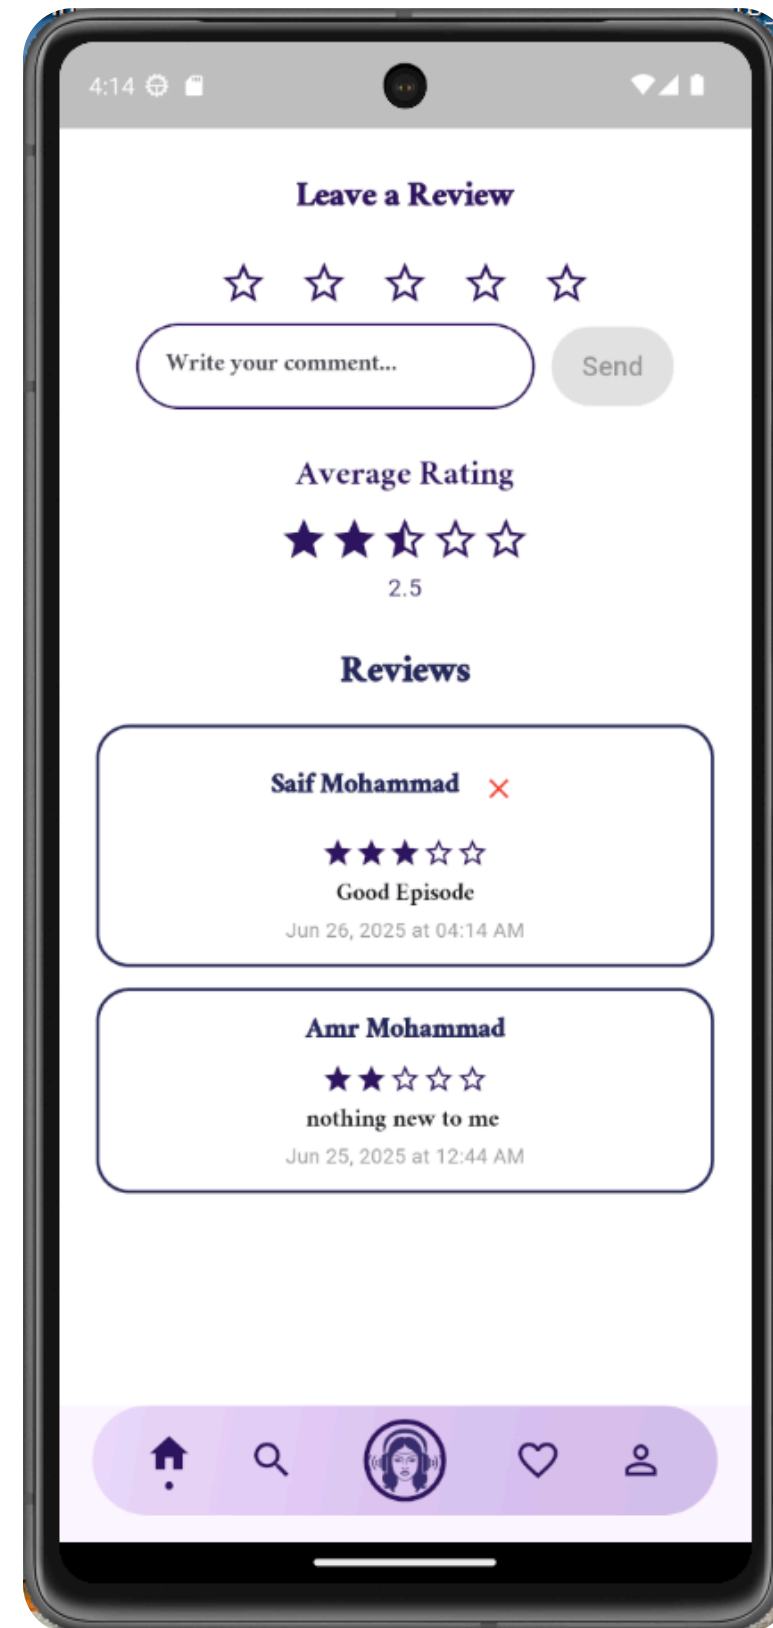 4:14
Leave a Review
Write your comment...
Send
Average Rating
2.5
Reviews
Saif Mohammad
Good Episode
Jun 26, 2025 at 04:14 AM
Amr Mohammad
nothing new to me
Jun 25, 2025 at 12:44 AM